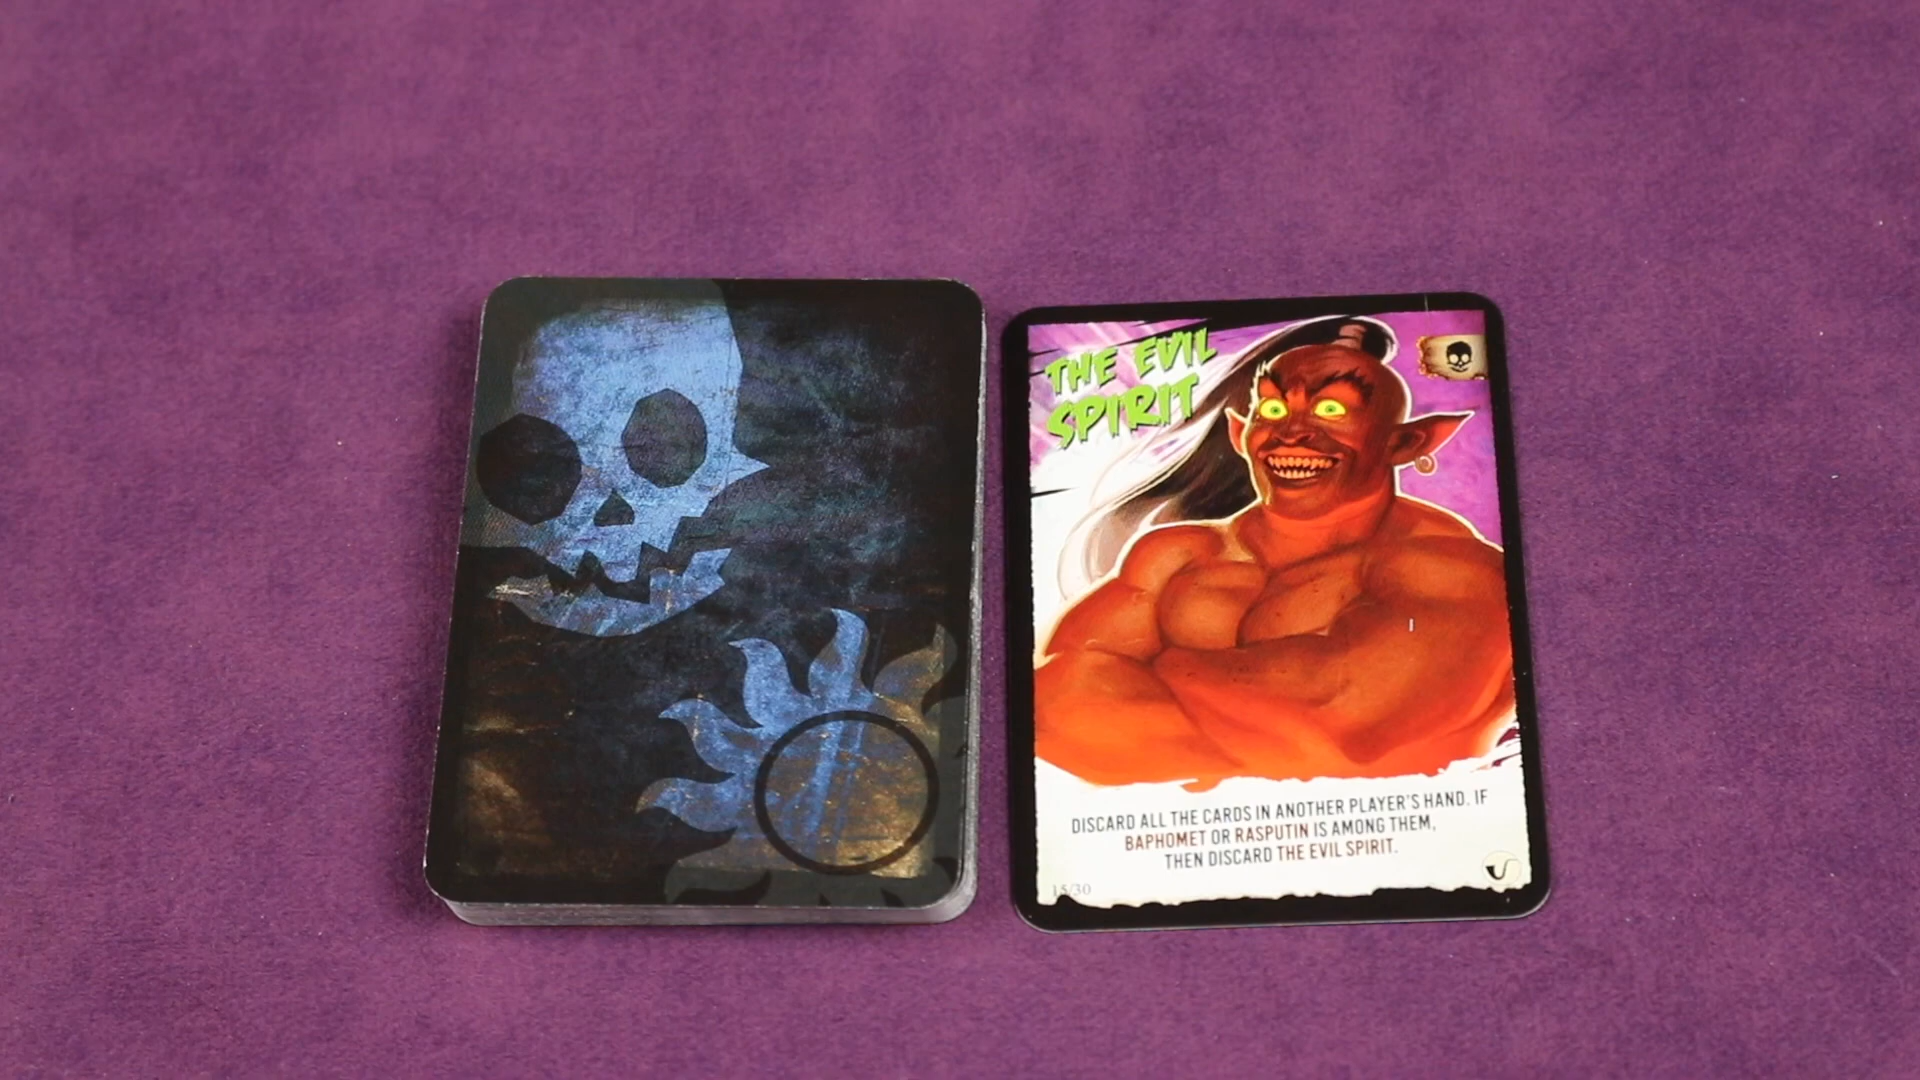 THE EVIL
SPIRIT
DISCARD ALL THE CARDS IN ANOTHER PLAYER'S HAND. IF
BAPHOMET OR RASPUTIN IS AMONG THEM,
THEN DISCARD THE EVIL SPIRIT.
15/30